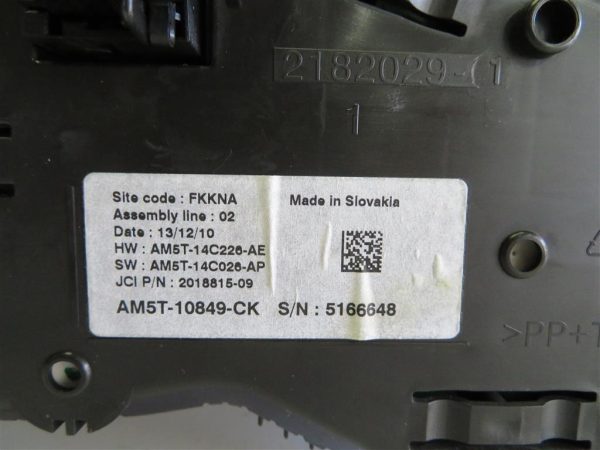 2182029-1
1
Site code : FKKNA Made in Slovakia
Assembly line : 02
Date : 13/12/10
HW : AM5T-14C226-AE
SW : AM5T-14C026-AP
JCI P/N : 2018815-09
AM5T-10849-CK S/N : 5166648
>PP+T